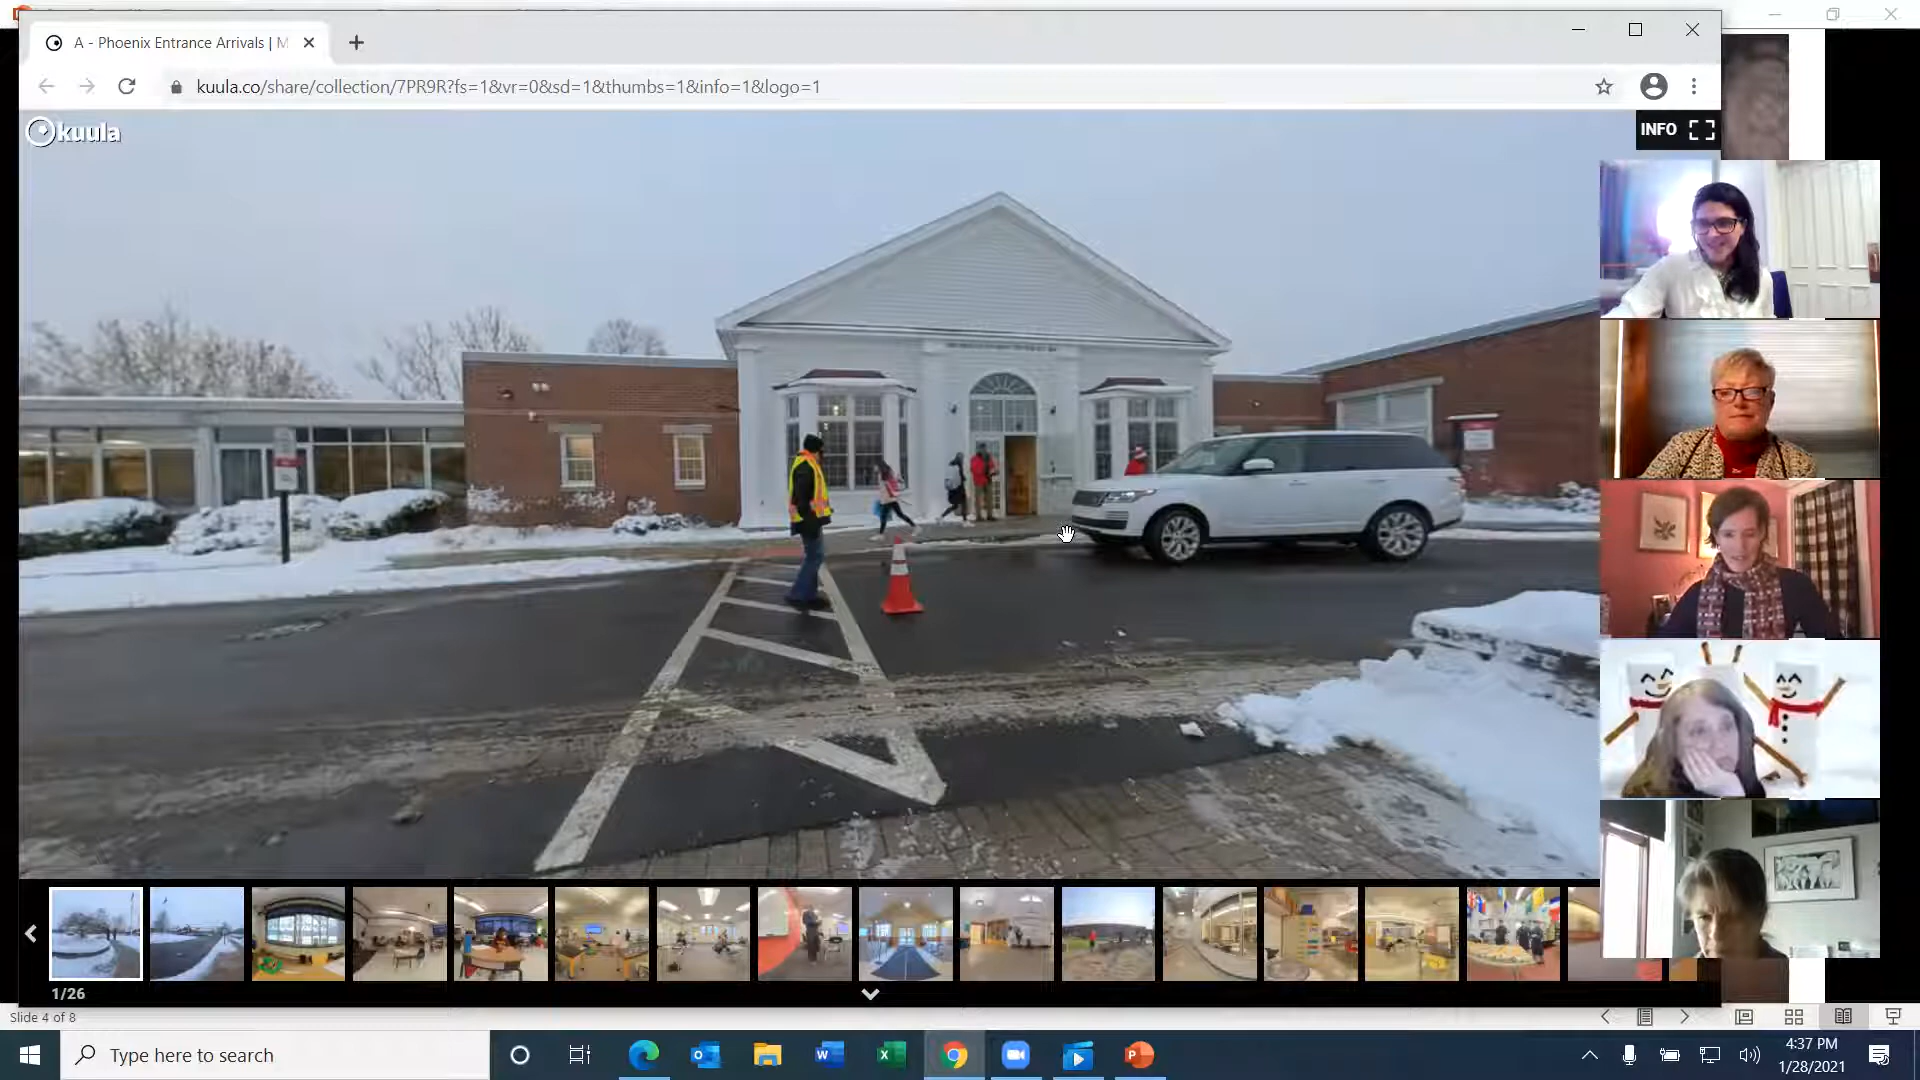 A - Phoenix Entrance Arrivals | M
kuula.co/share/collection/7PR9R?fs=1&vr=0&sd=1&thumbs=1&info=1&logo=1
kuula
INFO
1/26
Slide 4 of 8
Type here to search
4:37 PM
1/28/2021